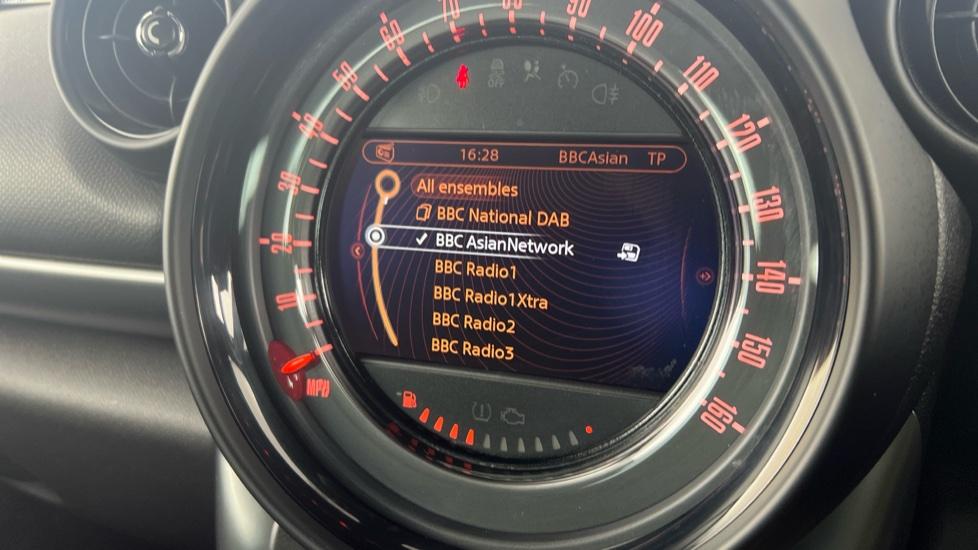 16:28 BBCAsian TP
All ensembles
BBC National DAB
BBC AsianNetwork
BBC Radio1
BBC Radio1Xtra
BBC Radio2
BBC Radio3
10
20
30
40
50
60
70
90
100
110
120
130
140
150
160
MPH
OFF